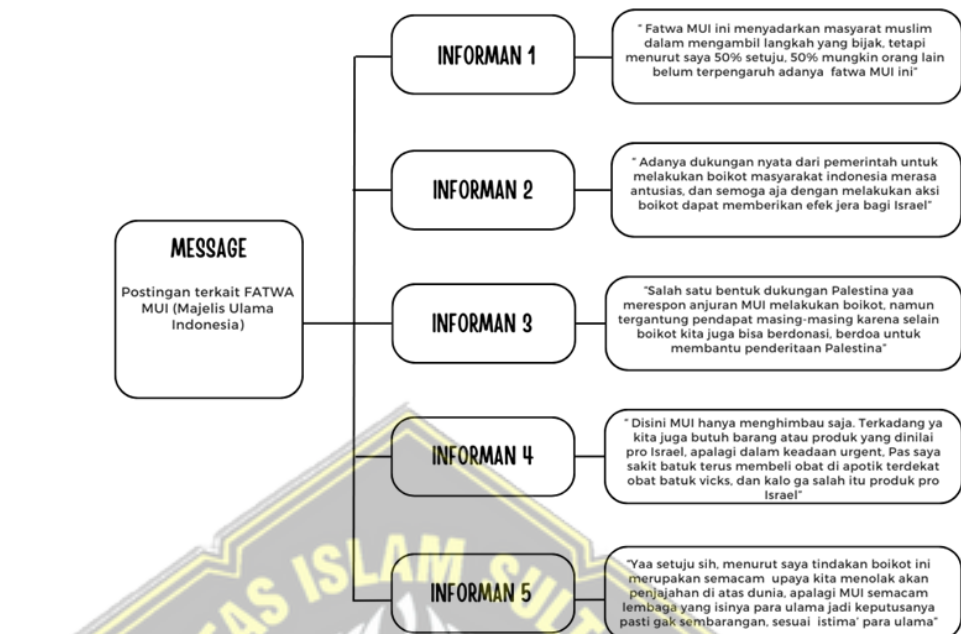 INFORMAN 1
" Fatwa MUI ini menyadarkan masyarat muslim
dalam mengambil langkah yang bijak, tetapi
menurut saya 50% setuju, 50% mungkin orang lain
belum terpengaruh adanya fatwa MUI ini"
INFORMAN 2
" Adanya dukungan nyata dari pemerintah untuk
melakukan boikot masyarakat indonesia merasa
antusias, dan semoga aja dengan melakukan aksi
boikot dapat memberikan efek jera bagi Israel"
MESSAGE
Postingan terkait FATWA
MUI (Majelis Ulama
Indonesia)
INFORMAN 3
"Salah satu bentuk dukungan Palestina yaa
merespon anjuran MUI melakukan boikot, namun
tergantung pendapat masing-masing karena selain
boikot kita juga bisa berdonasi, berdoa untuk
membantu penderitaan Palestina"
INFORMAN 4
" Disini MUI hanya menghimbau saja. Terkadang ya
kita juga butuh barang atau produk yang dinilai
pro Israel, apalagi dalam keadaan urgent, Pas saya
sakit batuk terus membeli obat di apotik terdekat
obat batuk vicks, dan kalo ga salah itu produk pro
Israel"
INFORMAN 5
"Yaa setuju sih, menurut saya tindakan boikot ini
merupakan semacam upaya kita menolak akan
penjajahan di atas dunia, apalagi MUI semacam
lembaga yang isinya para ulama jadi keputusanya
pasti gak sembarangan, sesuai istima' para ulama"
ISLAM